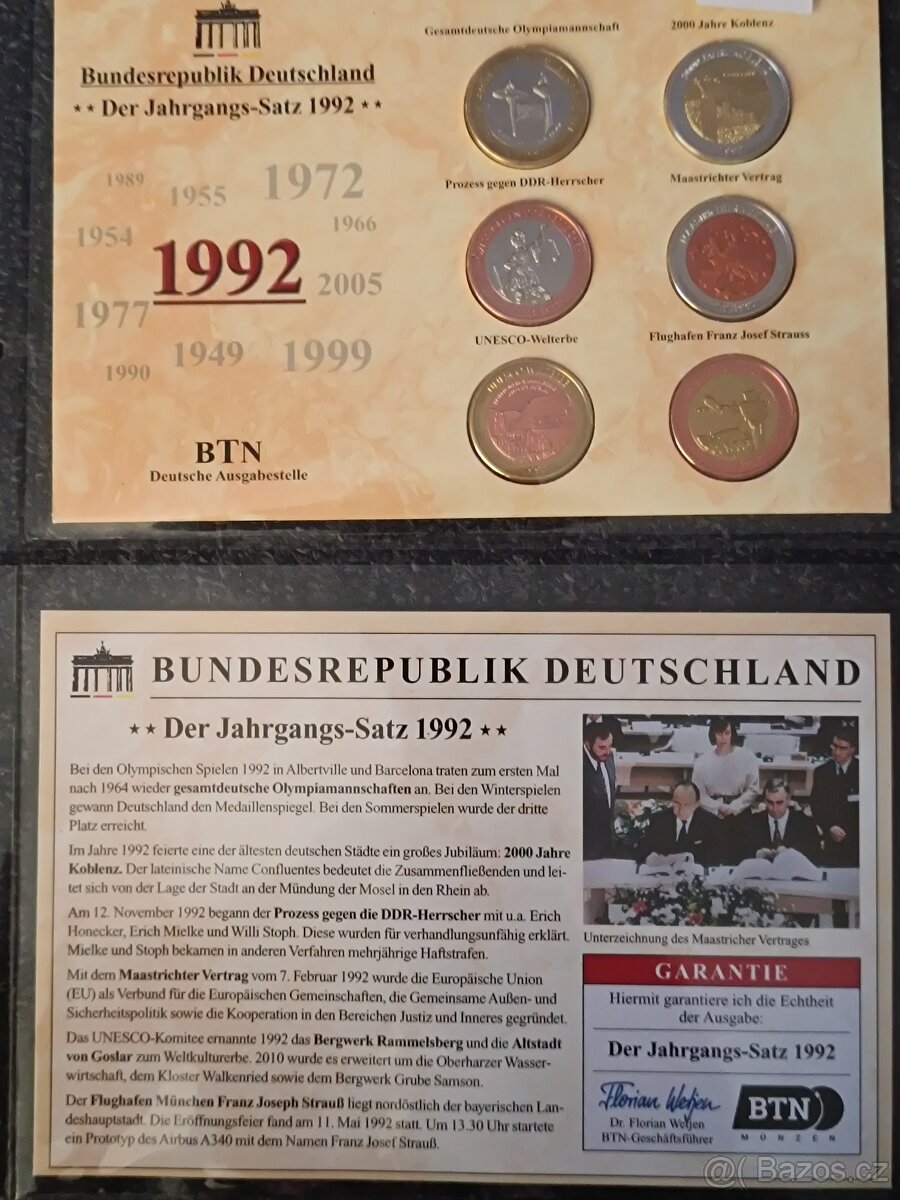 Bundesrepublik Deutschland
★★ Der Jahrgangs-Satz 1992 ★★
1989
1955
1972
1954
1966
1992
2005
1977
1949
1999
1990
BTN
Deutsche Ausgabestelle
Gesamtdeutsche Olympiamannschaft
2000 Jahre Koblenz
Prozess gegen DDR-Herrscher
Maastrichter Vertrag
UNESCO-Welterbe
Flughafen Franz Josef Strauss
BUNDESREPUBLIK DEUTSCHLAND
★★ Der Jahrgangs-Satz 1992 ★★
Bei den Olympischen Spielen 1992 in Albertville und Barcelona traten zum ersten Mal
nach 1964 wieder gesamtdeutsche Olympiamannschaften an. Bei den Winterspielen
gewann Deutschland den Medaillenspiegel. Bei den Sommerspielen wurde der dritte
Platz erreicht.
Im Jahre 1992 feierte eine der ältesten deutschen Städte ein großes Jubiläum: 2000 Jahre
Koblenz. Der lateinische Name Confluentes bedeutet die Zusammenfließenden und lei-
tet sich von der Lage der Stadt an der Mündung der Mosel in den Rhein ab.
Am 12. November 1992 begann der Prozess gegen die DDR-Herrscher mit u.a. Erich
Honecker, Erich Mielke und Willi Stoph. Diese wurden für verhandlungsunfähig erklärt.
Mielke und Stoph bekamen in anderen Verfahren mehrjährige Haftstrafen.
Mit dem Maastrichter Vertrag vom 7. Februar 1992 wurde die Europäische Union
(EU) als Verbund für die Europäischen Gemeinschaften, die Gemeinsame Außen- und
Sicherheitspolitik sowie die Kooperation in den Bereichen Justiz und Inneres gegründet.
Das UNESCO-Komitee ernannte 1992 das Bergwerk Rammelsberg und die Altstadt
von Goslar zum Weltkulturerbe. 2010 wurde es erweitert um die Oberharzer Wasser-
wirtschaft, dem Kloster Walkenried sowie dem Bergwerk Grube Samson.
Der Flughafen München Franz Joseph Strauß liegt nordöstlich der bayerischen Lan-
deshauptstadt. Die Eröffnungsfeier fand am 11. Mai 1992 statt. Um 13.30 Uhr startete
ein Prototyp des Airbus A340 mit dem Namen Franz Josef Strauß.
Unterzeichnung des Maastricher Vertrages
GARANTIE
Hiermit garantiere ich die Echtheit
der Ausgabe:
Der Jahrgangs-Satz 1992
Florian Weljen
Dr. Florian Weljen
BTN-Geschäftsführer
BTN
MÜNZEN
@( Bazos.cz